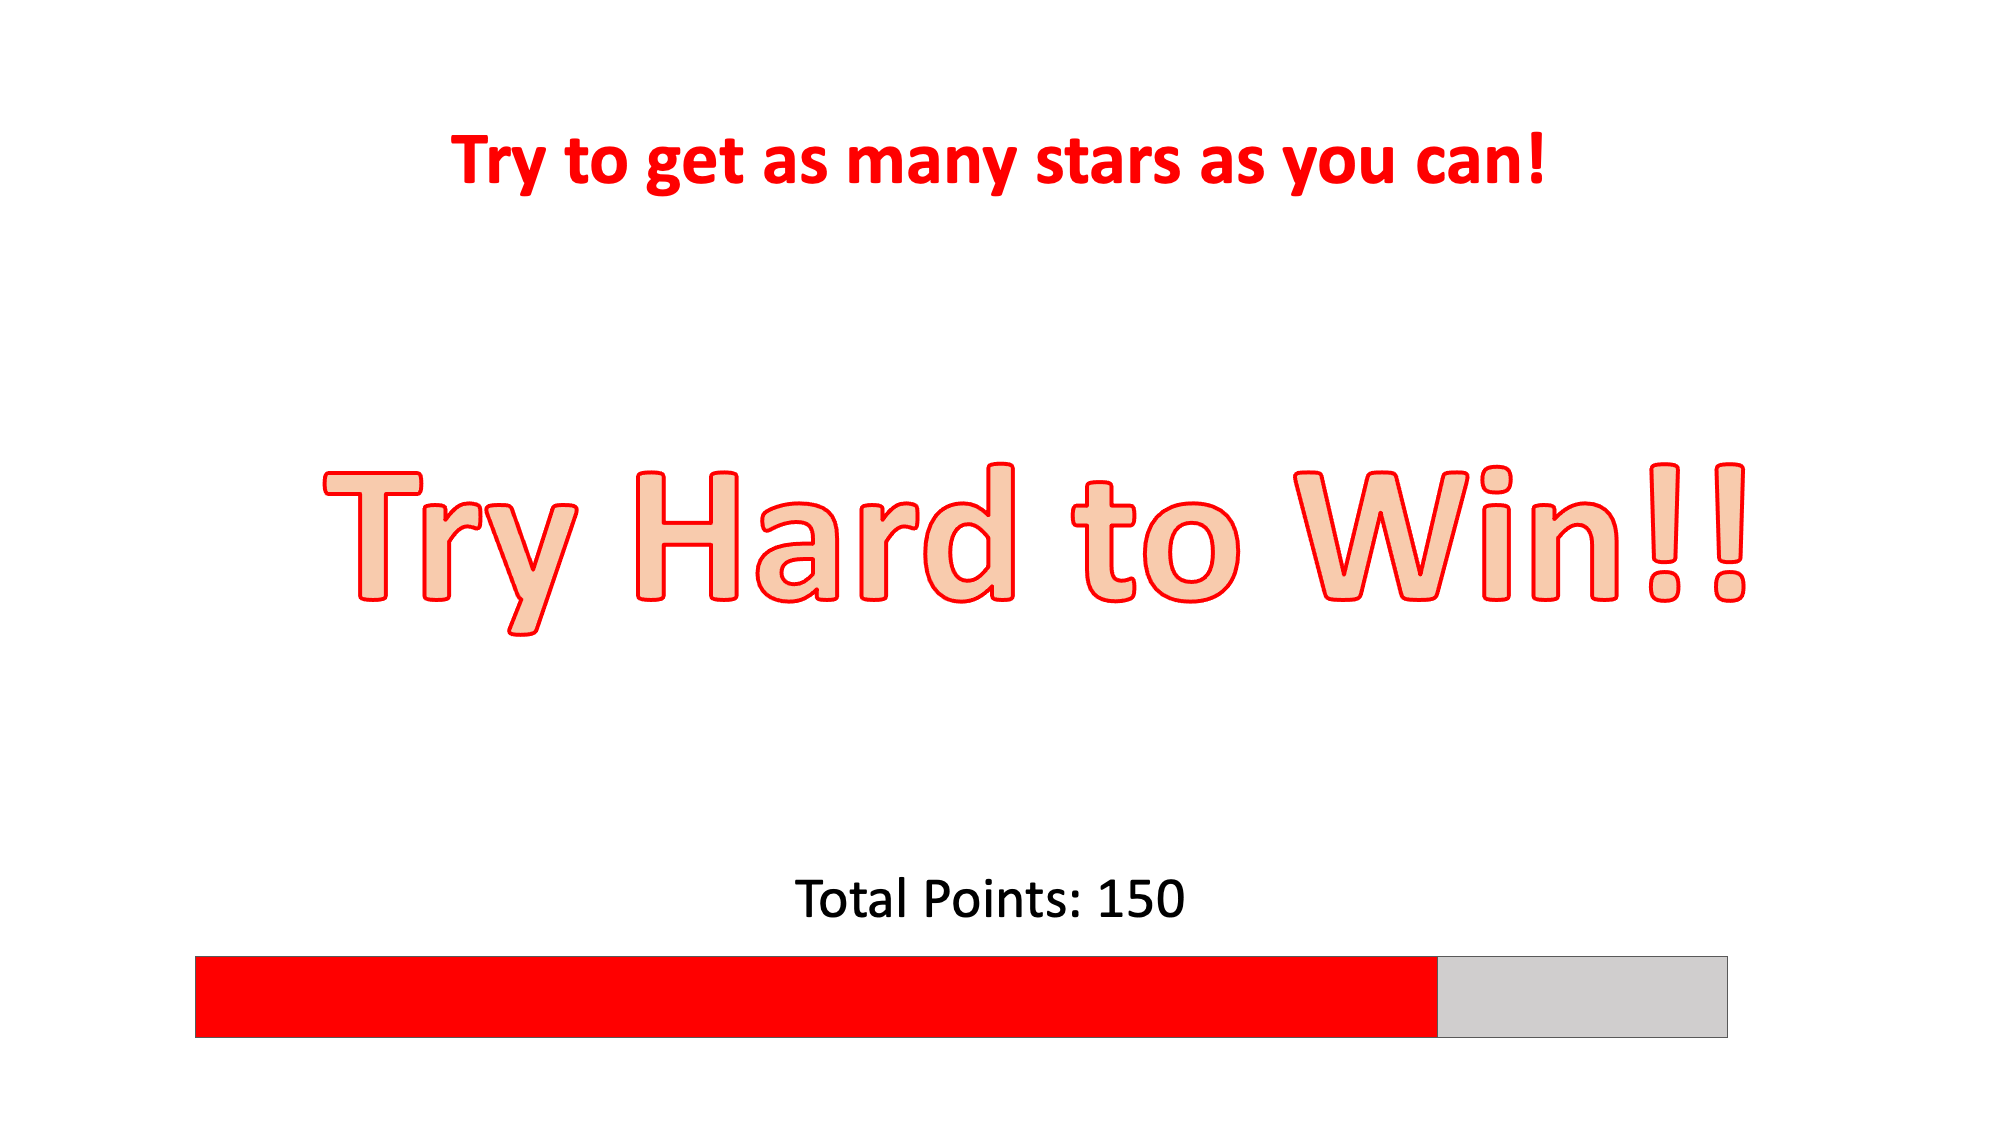 Try to get as many stars as you can!
Try Hard to Win!!
Total Points: 150